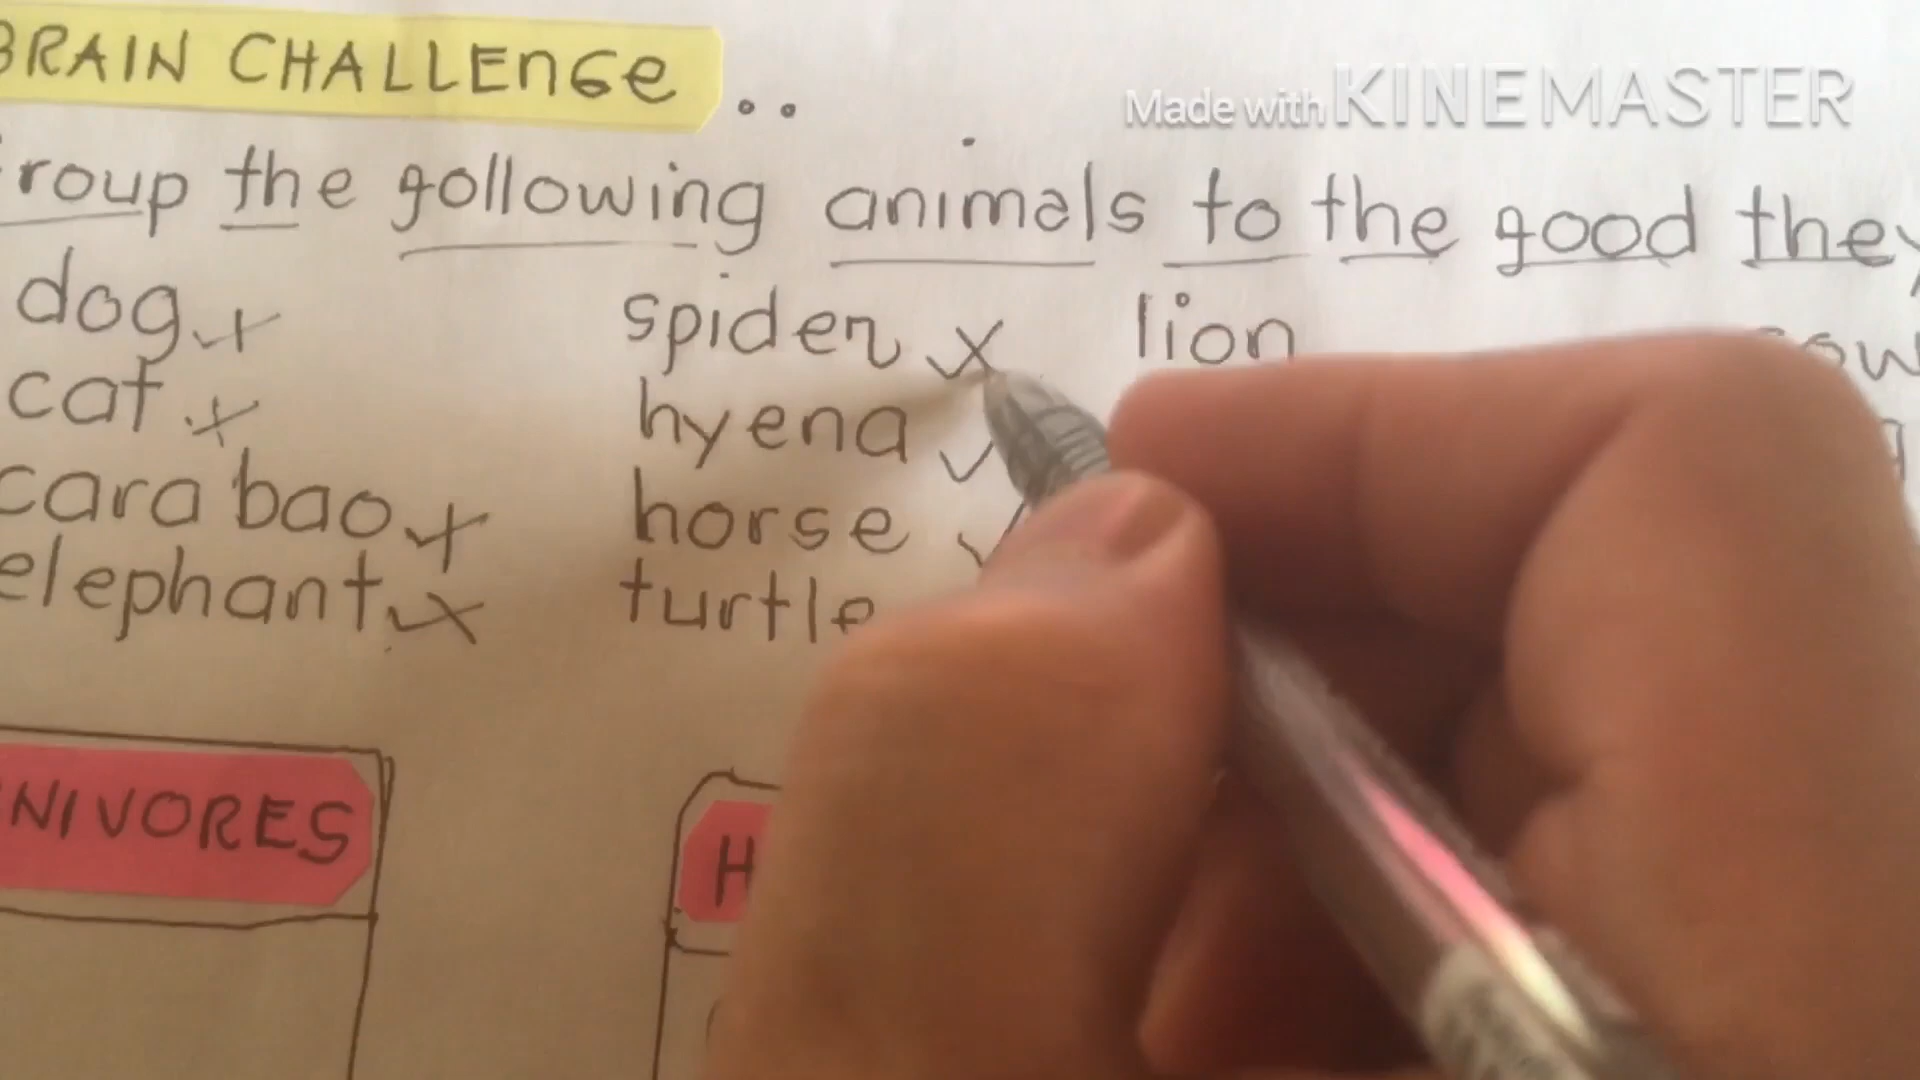 BRAIN CHALLENGE ..
Made with KINEMASTER
roup the gollowing animals to the good they
dog spider lion
cat hyena
carabao horse
elephant turtle
NIVORES H